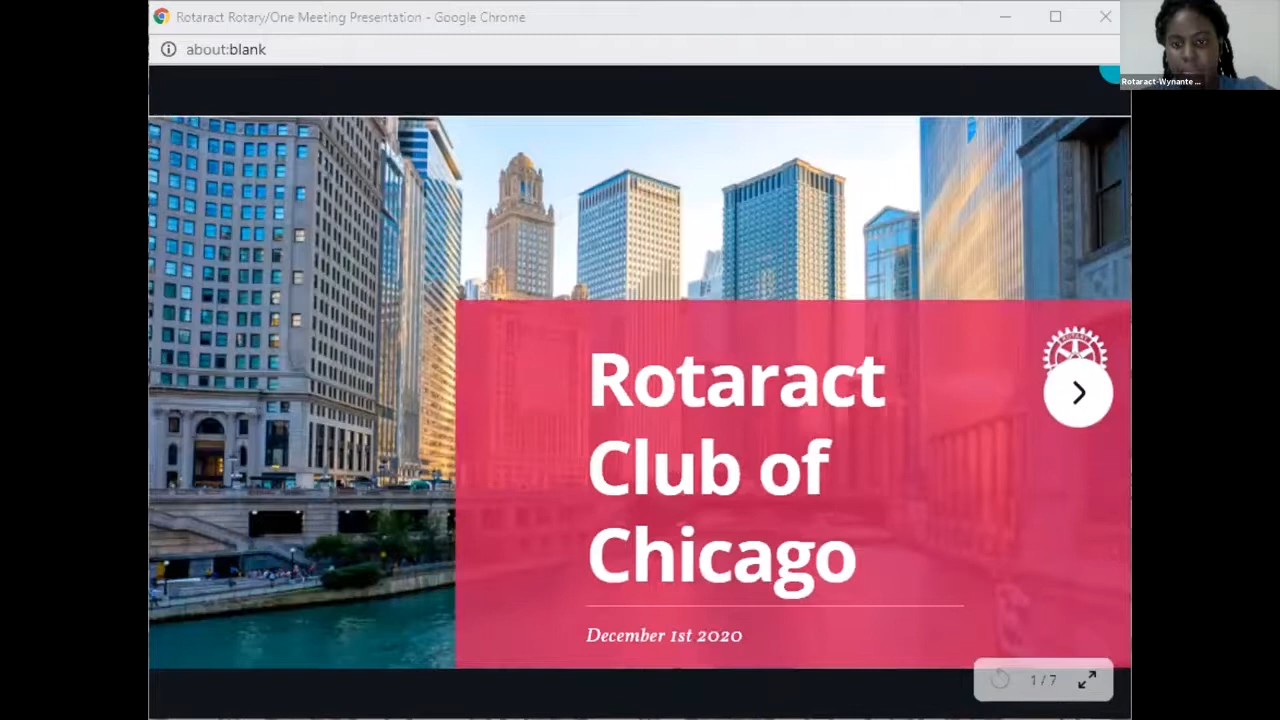 Rotaract Rotary/One Meeting Presentation - Google Chrome
about:blank
Rotaract-Wynante ...
Rotaract
Club of
Chicago
December 1st 2020
1 / 7